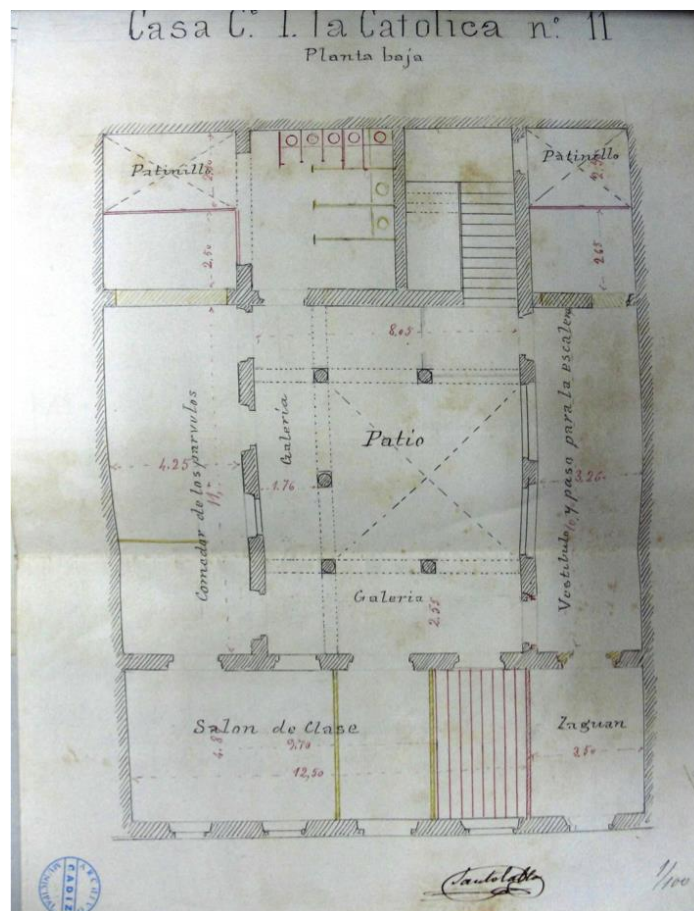 Casa C.e I. la Catolica n.º 11
Planta baja
Patinillo
Patinillo
2,50
2,65
8,05
Galeria
Patio
Comedor de los parvulos
4.25
1.76
3,26
Vestibulo y paso para la escalera
Galeria
2,55
Salon de Clase
Zaguan
9,70
12,50
3,50
1/100
CADIZ